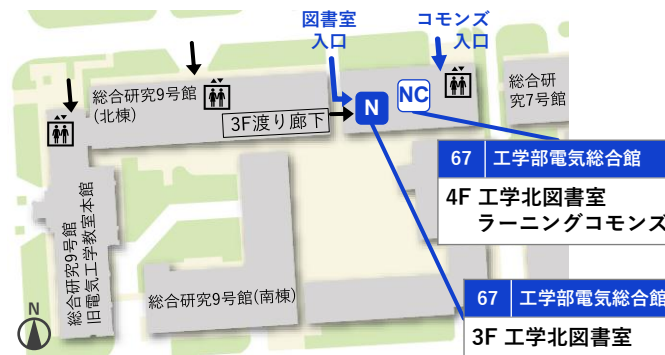 図書室
入口
コモンズ
入口
総合研究9号館
(北棟)
3F渡り廊下
N
NC
総合研
究7号館
67 工学部電気総合館
4F 工学北図書室
ラーニングコモンズ
総合研究9号館
旧電気工学教室本館
総合研究9号館(南棟)
67 工学部電気総合館
3F 工学北図書室
N